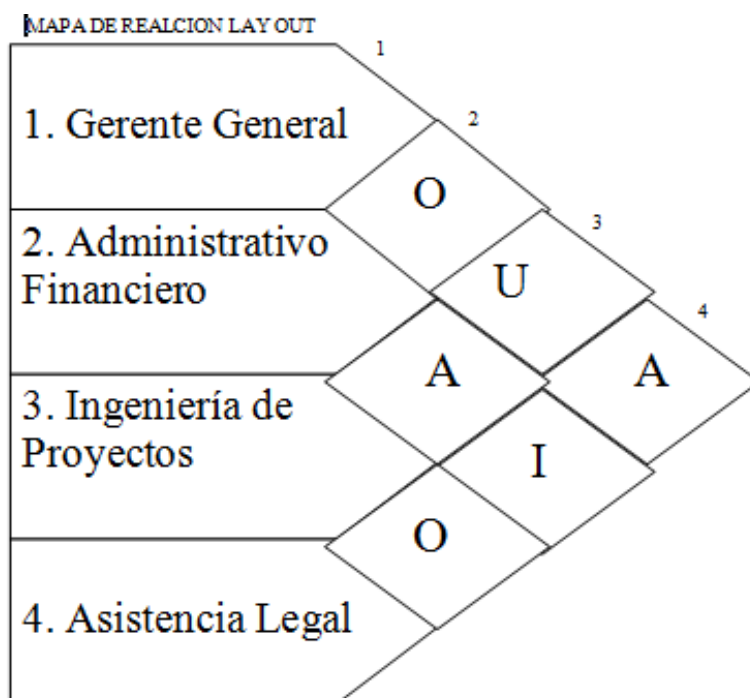 MAPA DE REALCION LAY OUT
1
1. Gerente General
2
O
3
2. Administrativo
Financiero
U
4
A
A
3. Ingeniería de
Proyectos
I
O
4. Asistencia Legal